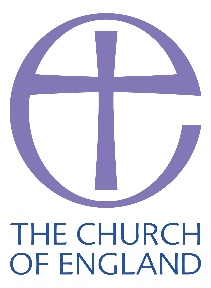 THE CHURCH
OF ENGLAND